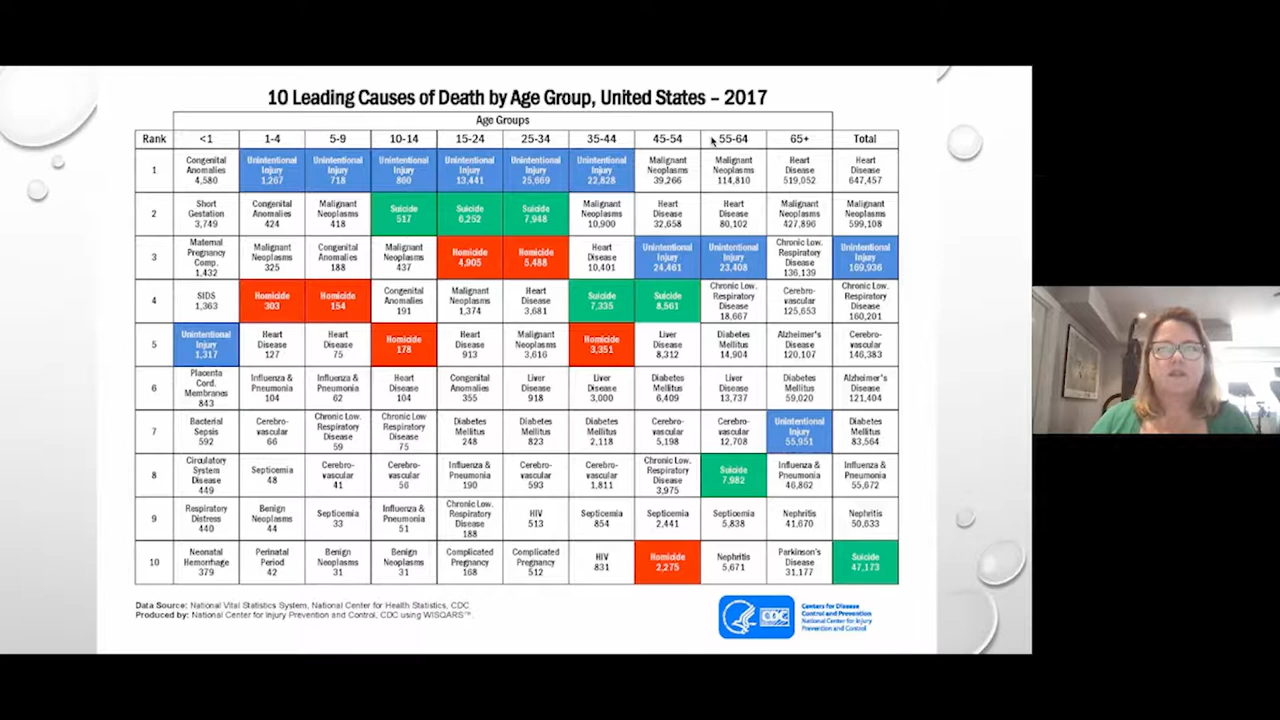 10 Leading Causes of Death by Age Group, United States – 2017
Age Groups
Rank <1 1-4 5-9 10-14 15-24 25-34 35-44 45-54 55-64 65+ Total
1 Congenital Anomalies 4,580 Unintentional Injury 1,267 Unintentional Injury 718 Unintentional Injury 860 Unintentional Injury 13,441 Unintentional Injury 25,669 Unintentional Injury 22,828 Malignant Neoplasms 39,266 Malignant Neoplasms 114,810 Heart Disease 519,052 Heart Disease 647,457
2 Short Gestation 3,749 Congenital Anomalies 424 Malignant Neoplasms 418 Suicide 517 Suicide 6,252 Suicide 7,948 Malignant Neoplasms 10,900 Heart Disease 32,658 Heart Disease 80,102 Malignant Neoplasms 427,896 Malignant Neoplasms 599,108
3 Maternal Pregnancy Comp. 1,432 Malignant Neoplasms 325 Congenital Anomalies 188 Malignant Neoplasms 437 Homicide 4,905 Homicide 5,488 Heart Disease 10,401 Unintentional Injury 24,461 Unintentional Injury 23,408 Chronic Low. Respiratory Disease 136,139 Unintentional Injury 169,936
4 SIDS 1,363 Homicide 303 Homicide 154 Congenital Anomalies 191 Malignant Neoplasms 1,374 Heart Disease 3,681 Suicide 7,335 Suicide 8,561 Chronic Low. Respiratory Disease 18,667 Cerebro-vascular 125,653 Chronic Low. Respiratory Disease 160,201
5 Unintentional Injury 1,317 Heart Disease 127 Heart Disease 75 Homicide 178 Heart Disease 913 Malignant Neoplasms 3,616 Homicide 3,351 Liver Disease 8,312 Diabetes Mellitus 14,904 Alzheimer's Disease 120,107 Cerebro-vascular 146,383
6 Placenta Cord. Membranes 843 Influenza & Pneumonia 104 Influenza & Pneumonia 62 Heart Disease 104 Congenital Anomalies 355 Liver Disease 918 Liver Disease 3,000 Diabetes Mellitus 6,409 Liver Disease 13,737 Diabetes Mellitus 59,020 Alzheimer's Disease 121,404
7 Bacterial Sepsis 592 Cerebro-vascular 66 Chronic Low. Respiratory Disease 59 Chronic Low Respiratory Disease 75 Diabetes Mellitus 248 Diabetes Mellitus 823 Diabetes Mellitus 2,118 Cerebro-vascular 5,198 Cerebro-vascular 12,708 Unintentional Injury 55,951 Diabetes Mellitus 83,564
8 Circulatory System Disease 449 Septicemia 48 Cerebro-vascular 41 Cerebro-vascular 56 Influenza & Pneumonia 190 Cerebro-vascular 593 Cerebro-vascular 1,811 Chronic Low. Respiratory Disease 3,975 Suicide 7,982 Influenza & Pneumonia 46,862 Influenza & Pneumonia 55,672
9 Respiratory Distress 440 Benign Neoplasms 44 Septicemia 33 Influenza & Pneumonia 51 Chronic Low. Respiratory Disease 188 HIV 513 Septicemia 854 Septicemia 2,441 Septicemia 5,838 Nephritis 41,670 Nephritis 50,633
10 Neonatal Hemorrhage 379 Perinatal Period 42 Benign Neoplasms 31 Benign Neoplasms 31 Complicated Pregnancy 168 Complicated Pregnancy 512 HIV 831 Homicide 2,275 Nephritis 5,671 Parkinson's Disease 31,177 Suicide 47,173
Data Source: National Vital Statistics System, National Center for Health Statistics, CDC.
Produced by: National Center for Injury Prevention and Control, CDC using WISQARS™.
CDC
Centers for Disease
Control and Prevention
National Center for Injury
Prevention and Control